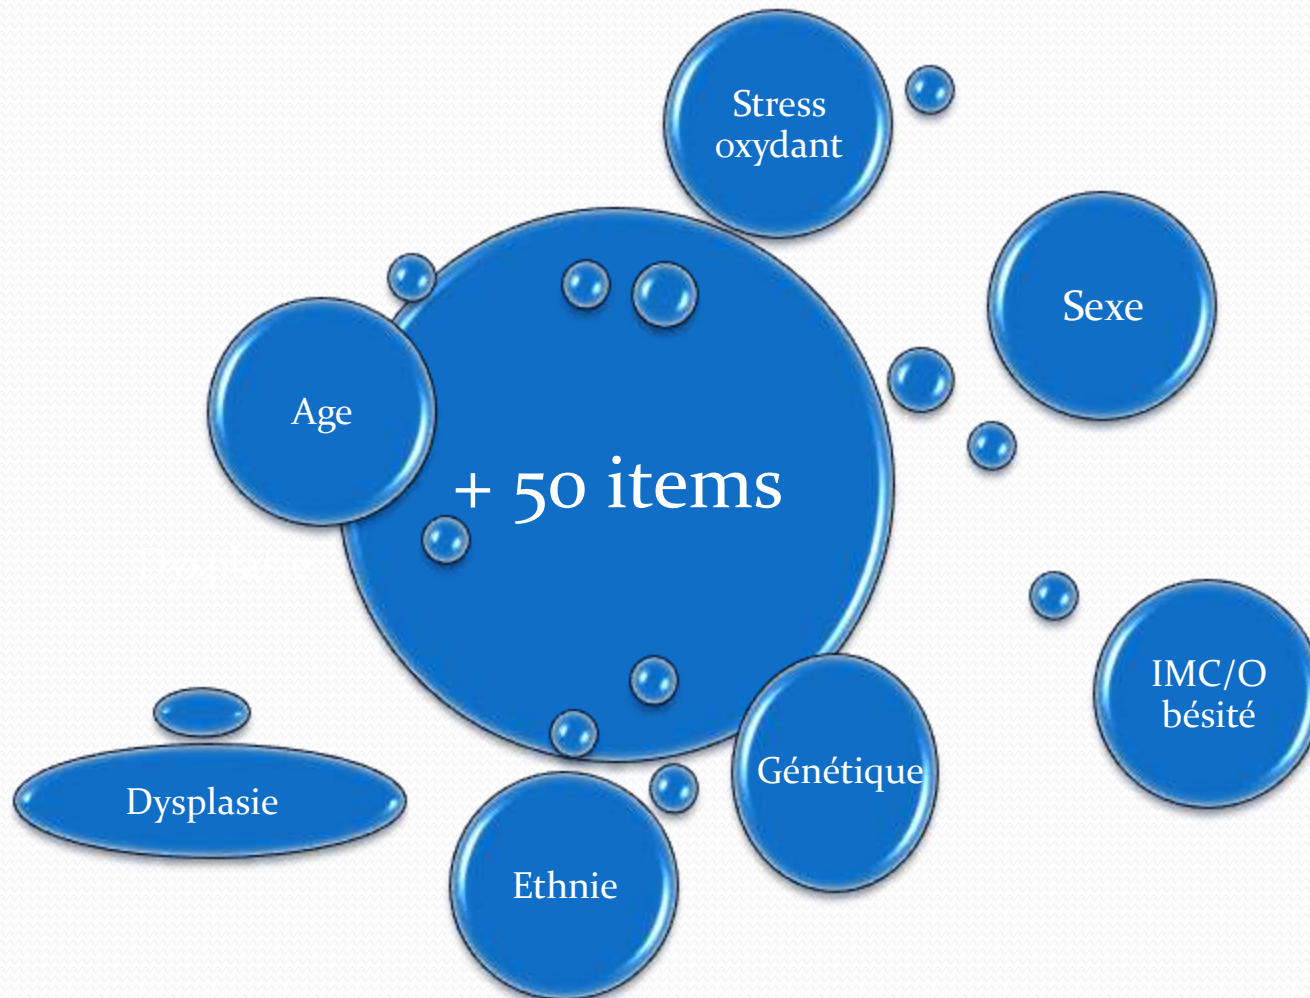 Stress
oxydant
Sexe
Age
+ 50 items
IMC/O
bésité
Génétique
Dysplasie
Ethnie